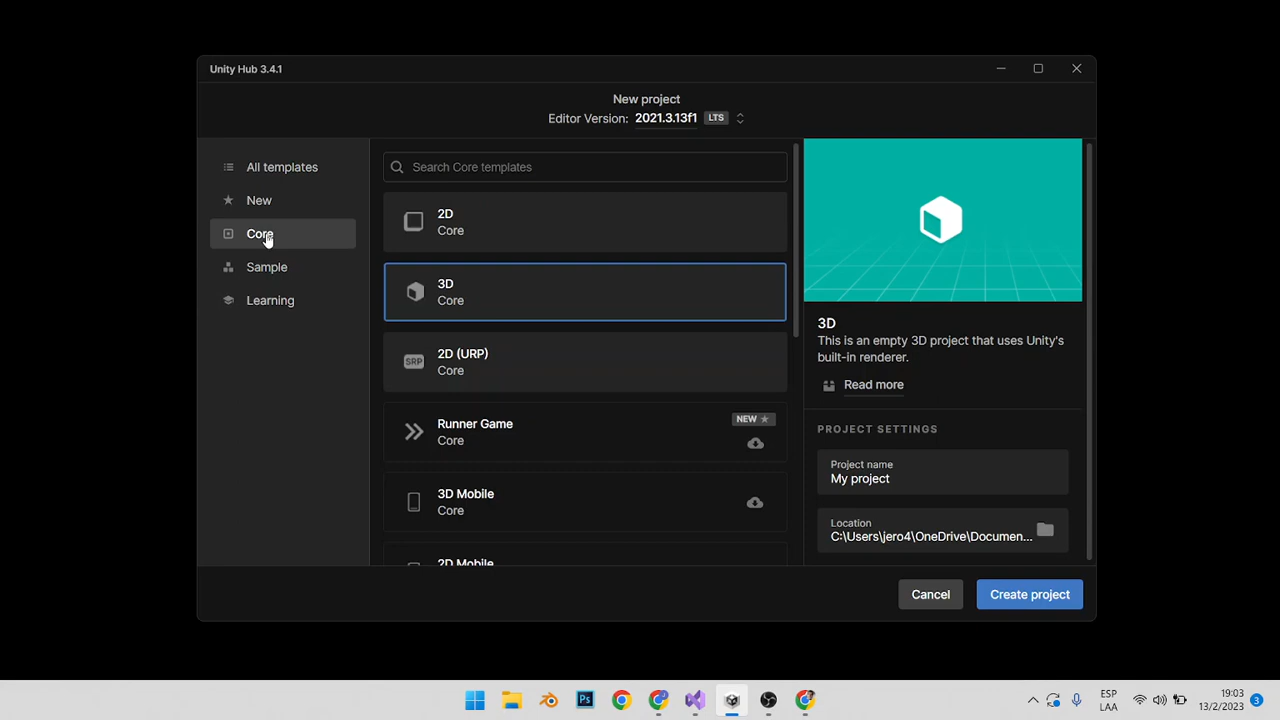 Unity Hub 3.4.1
New project
Editor Version: 2021.3.13f1 LTS
All templates
New
Core
Sample
Learning
Search Core templates
2D
Core
3D
Core
SRP
2D (URP)
Core
Runner Game
Core
NEW
3D Mobile
Core
2D Mobile
3D
This is an empty 3D project that uses Unity's
built-in renderer.
Read more
PROJECT SETTINGS
Project name
My project
Location
C:\Users\jero4\OneDrive\Documen...
Cancel
Create project
Ps
ESP
LAA
19:03
13/2/2023
3